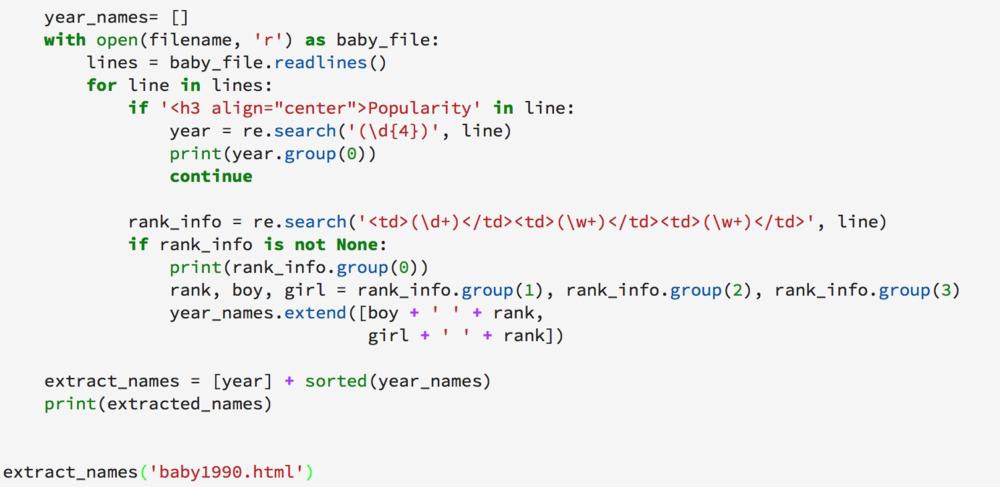 year_names= []
with open(filename, 'r') as baby_file:
lines = baby_file.readlines()
for line in lines:
if '<h3 align="center">Popularity' in line:
year = re.search('(\d{4})', line)
print(year.group(0))
continue
rank_info = re.search('<td>(\d+)</td><td>(\w+)</td><td>(\w+)</td>', line)
if rank_info is not None:
print(rank_info.group(0))
rank, boy, girl = rank_info.group(1), rank_info.group(2), rank_info.group(3)
year_names.extend([boy + ' ' + rank,
girl + ' ' + rank])
extract_names = [year] + sorted(year_names)
print(extracted_names)
extract_names('baby1990.html')